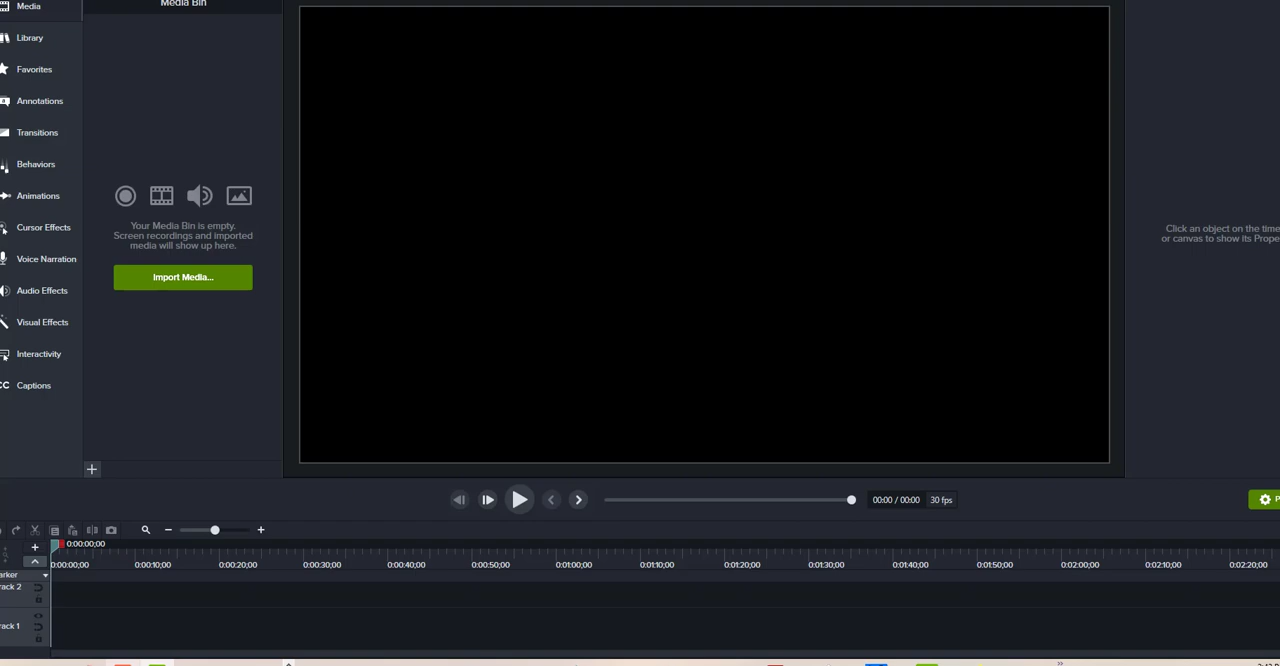 Media
Media Bin
Library
Favorites
Annotations
Transitions
Behaviors
Animations
Cursor Effects
Voice Narration
Audio Effects
Visual Effects
Interactivity
CC Captions
Your Media Bin is empty.
Screen recordings and imported
media will show up here.
Import Media...
Click an object on the time
or canvas to show its Prope
00:00 / 00:00
30 fps
P
0:00:00;00
0:00:00;00 0:00:10;00 0:00:20;00 0:00:30;00 0:00:40;00 0:00:50;00 0:01:00;00 0:01:10;00 0:01:20;00 0:01:30;00 0:01:40;00 0:01:50;00 0:02:00;00 0:02:10;00 0:02:20;00
arker
rack 2
rack 1